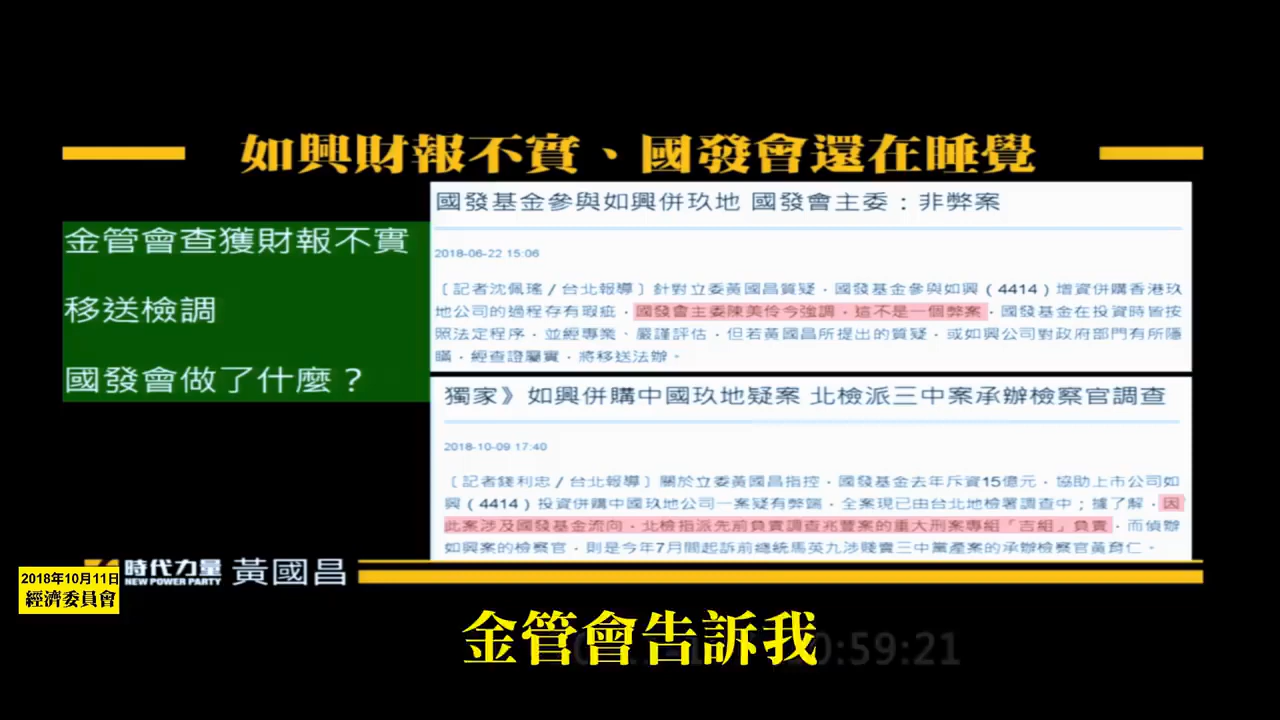 如興財報不實、國發會還在睡覺
金管會查獲財報不實
移送檢調
國發會做了什麼？
國發基金參與如興併玖地 國發會主委：非弊案
2018-06-22 15:06
〔記者沈佩瑤／台北報導〕針對立委黃國昌質疑，國發基金參與如興（4414）增資併購香港玖
地公司的過程存有瑕疵，國發會主委陳美伶今強調，這不是一個弊案，國發基金在投資時皆按
照法定程序，並經專業、嚴謹評估，但若黃國昌所提出的質疑，或如興公司對政府部門有所隱
瞞，經查證屬實，將移送法辦。
獨家》如興併購中國玖地疑案 北檢派三中案承辦檢察官調查
2018-10-09 17:40
〔記者錢利忠／台北報導〕關於立委黃國昌指控，國發基金去年斥資15億元，協助上市公司如
興（4414）投資併購中國玖地公司一案疑有弊端，全案現已由台北地檢署調查中；據了解，因
此案涉及國發基金流向，北檢指派先前負責調查兆豐案的重大刑案專組「吉組」負責，而偵辦
如興案的檢察官，則是今年7月間起訴前總統馬英九涉賤賣三中黨產案的承辦檢察官黃育仁。
時代力量
NEW POWER PARTY
黃國昌
2018年10月11日
經濟委員會
金管會告訴我
0:59:21